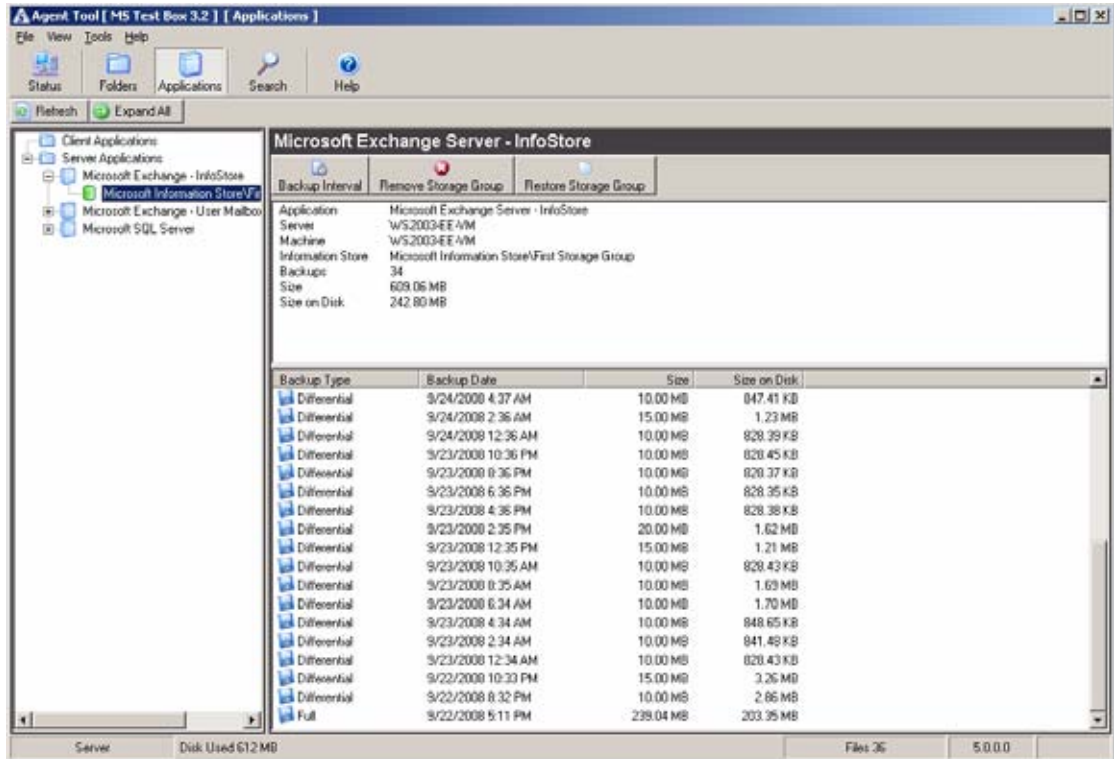 Agent Tool [ MS Test Box 3.2 ] [ Applications ]
File View Tools Help
Status Folders Applications Search Help
Refresh Expand All
Client Applications
Server Applications
Microsoft Exchange - InfoStore
Microsoft Information Store\Fir
Microsoft Exchange - User Mailbo
Microsoft SQL Server
Microsoft Exchange Server - InfoStore
Backup Interval Remove Storage Group Restore Storage Group
Application Microsoft Exchange Server - InfoStore
Server WS2003-EE-VM
Machine WS2003-EE-VM
Information Store Microsoft Information Store\First Storage Group
Backups 34
Size 609.06 MB
Size on Disk 242.80 MB
Backup Type Backup Date Size Size on Disk
Differential 9/24/2008 4:37 AM 10.00 MB 847.41 KB
Differential 9/24/2008 2:36 AM 15.00 MB 1.23 MB
Differential 9/24/2008 12:36 AM 10.00 MB 828.39 KB
Differential 9/23/2008 10:36 PM 10.00 MB 828.45 KB
Differential 9/23/2008 8:36 PM 10.00 MB 828.37 KB
Differential 9/23/2008 6:36 PM 10.00 MB 828.35 KB
Differential 9/23/2008 4:36 PM 10.00 MB 828.38 KB
Differential 9/23/2008 2:35 PM 20.00 MB 1.62 MB
Differential 9/23/2008 12:35 PM 15.00 MB 1.21 MB
Differential 9/23/2008 10:35 AM 10.00 MB 828.43 KB
Differential 9/23/2008 8:35 AM 10.00 MB 1.69 MB
Differential 9/23/2008 6:34 AM 10.00 MB 1.70 MB
Differential 9/23/2008 4:34 AM 10.00 MB 848.65 KB
Differential 9/23/2008 2:34 AM 10.00 MB 841.48 KB
Differential 9/23/2008 12:34 AM 10.00 MB 828.43 KB
Differential 9/22/2008 10:33 PM 15.00 MB 3.26 MB
Differential 9/22/2008 8:32 PM 10.00 MB 2.86 MB
Full 9/22/2008 5:11 PM 239.04 MB 203.35 MB
Server Disk Used 612 MB Files 36 5.0.0.0